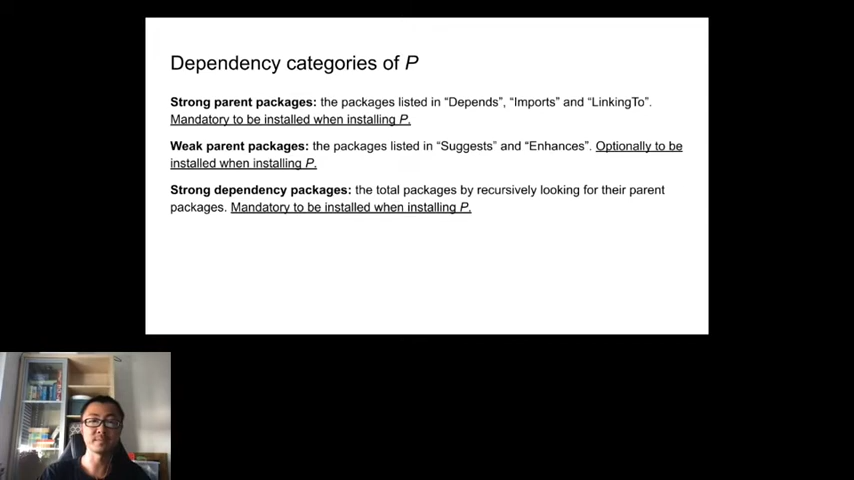 Dependency categories of P
Strong parent packages: the packages listed in “Depends”, “Imports” and “LinkingTo”.
Mandatory to be installed when installing P.
Weak parent packages: the packages listed in “Suggests” and “Enhances”. Optionally to be
installed when installing P.
Strong dependency packages: the total packages by recursively looking for their parent
packages. Mandatory to be installed when installing P.